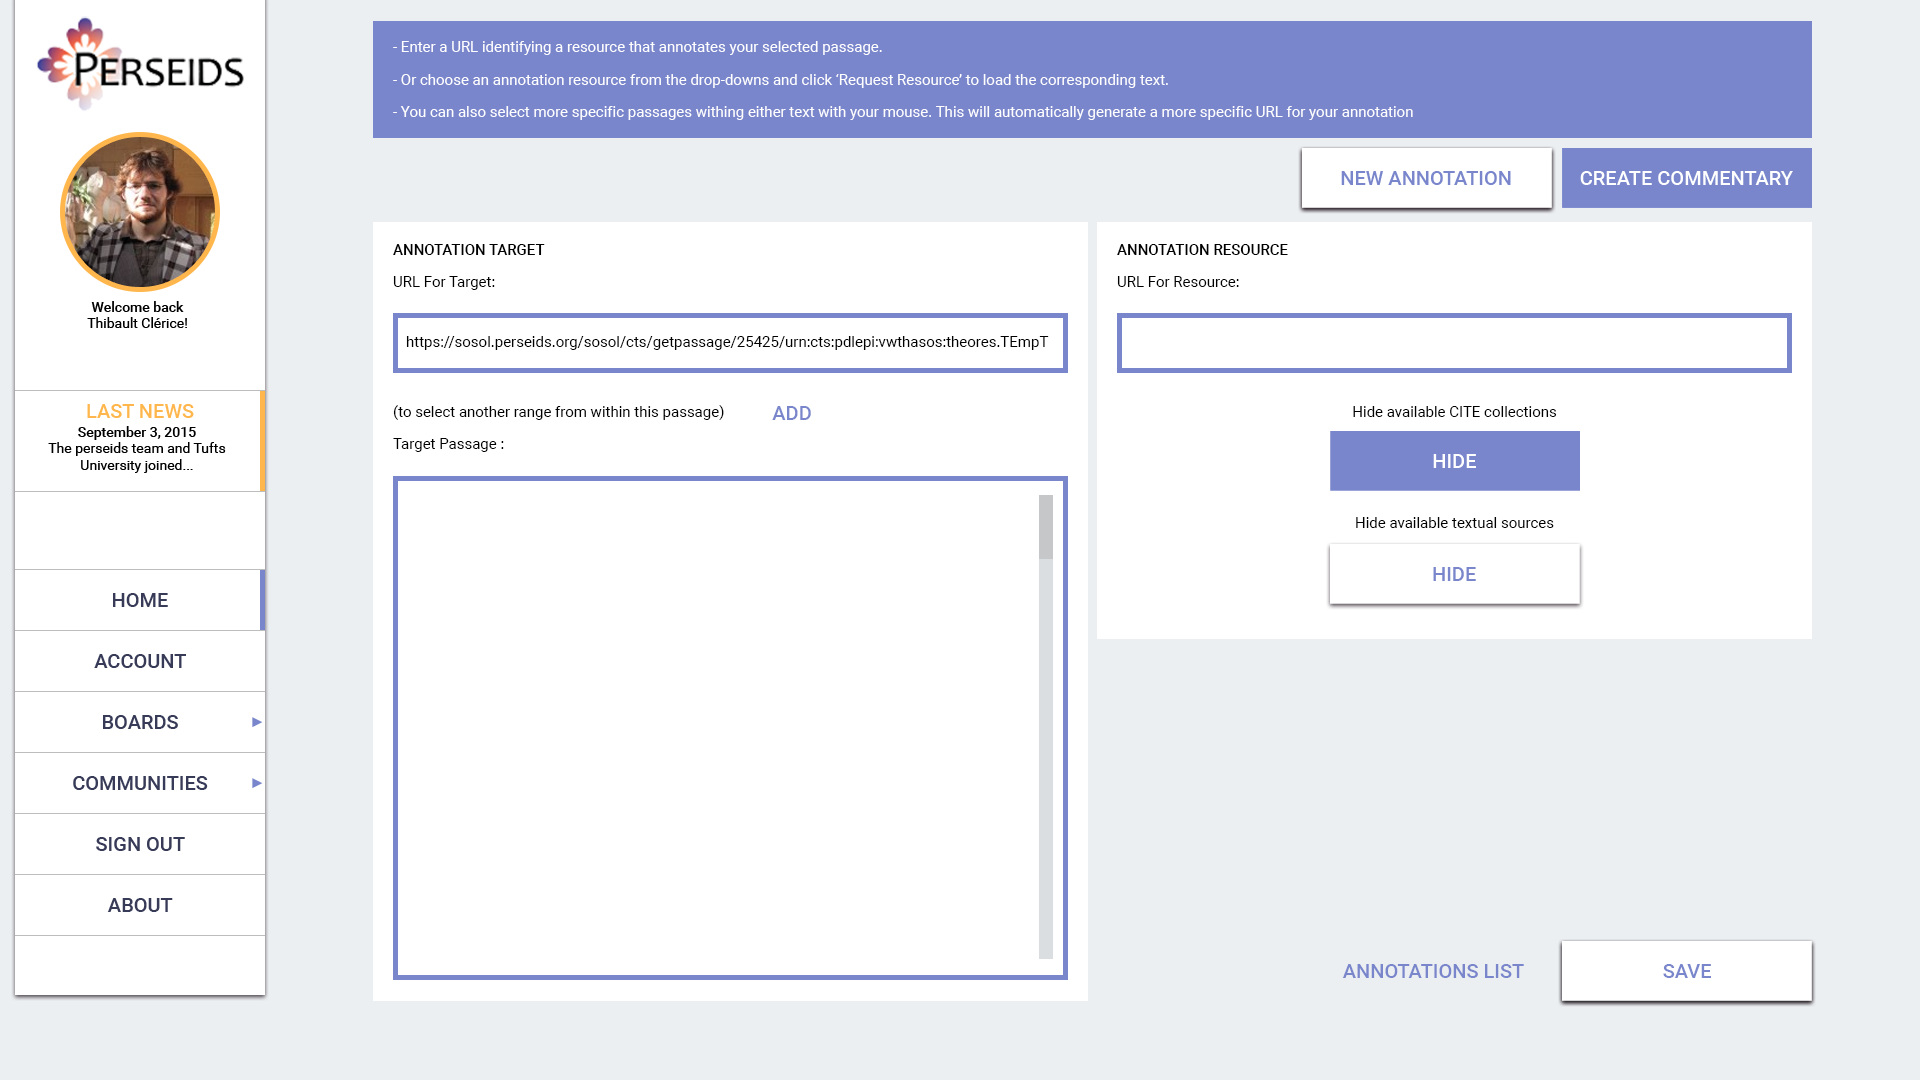 PERSEIDS
Welcome back
Thibault Clérice!
LAST NEWS
September 3, 2015
The perseids team and Tufts
University joined...
HOME
ACCOUNT
BOARDS
COMMUNITIES
SIGN OUT
ABOUT
- Enter a URL identifying a resource that annotates your selected passage.
- Or choose an annotation resource from the drop-downs and click ‘Request Resource’ to load the corresponding text.
- You can also select more specific passages withing either text with your mouse. This will automatically generate a more specific URL for your annotation
NEW ANNOTATION
CREATE COMMENTARY
ANNOTATION TARGET
URL For Target:
https://sosol.perseids.org/sosol/cts/getpassage/25425/urn:cts:pdlepi:vwthasos:theores.TEmpT
(to select another range from within this passage)
ADD
Target Passage :
ANNOTATION RESOURCE
URL For Resource:
Hide available CITE collections
HIDE
Hide available textual sources
HIDE
ANNOTATIONS LIST
SAVE